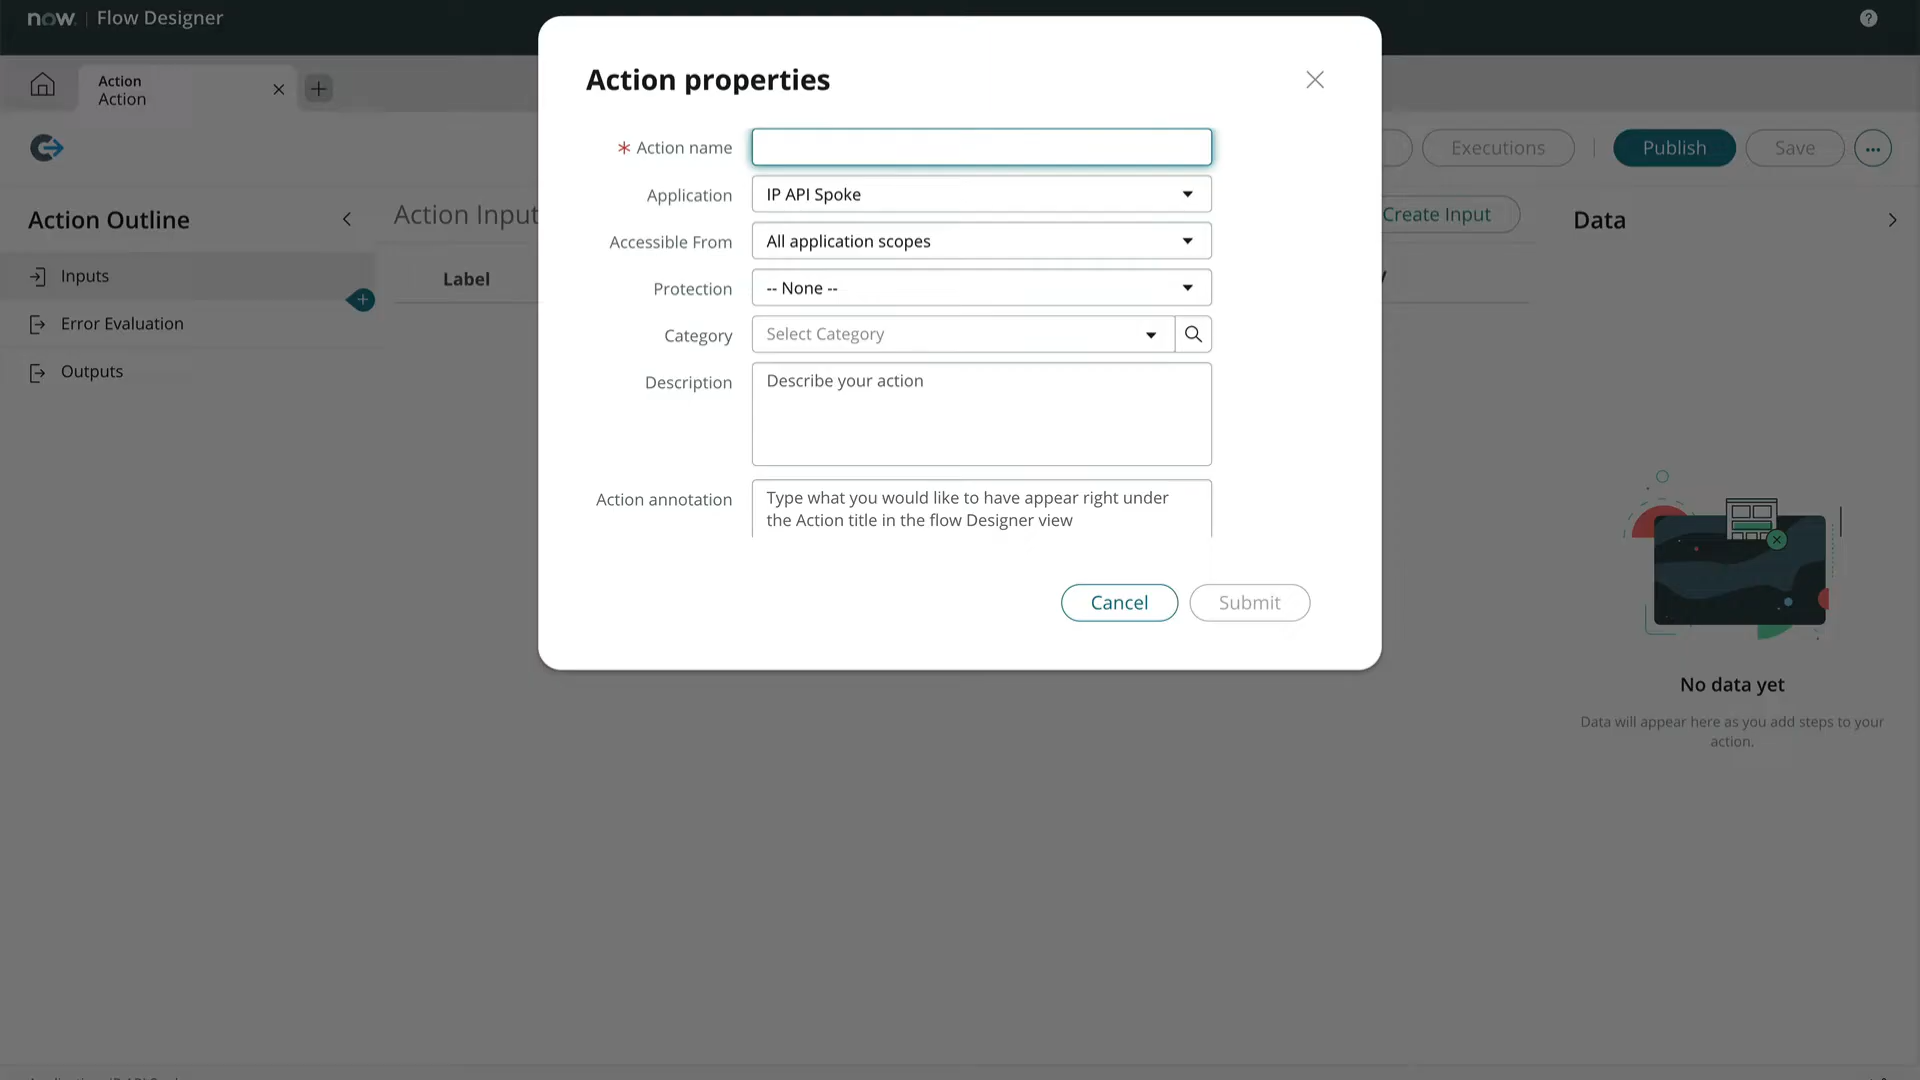 now. | Flow Designer
Action
Action
Action properties
* Action name
Application
IP API Spoke
Accessible From
All application scopes
Protection
-- None --
Category
Select Category
Description
Describe your action
Action annotation
Type what you would like to have appear right under
the Action title in the flow Designer view
Cancel
Submit
Executions
Publish
Save
Action Outline
Inputs
Error Evaluation
Outputs
Action Input
Create Input
Label
Data
No data yet
Data will appear here as you add steps to your
action.